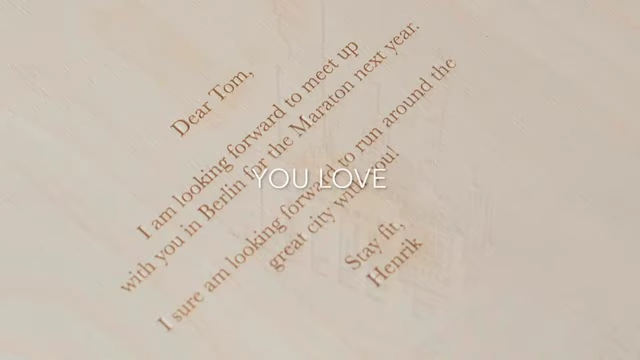 Dear Tom,
I am looking forward to meet up
with you in Berlin for the Maraton next year.
I sure am looking forward to run around the
great city with you!
Stay fit,
Henrik
YOU LOVE